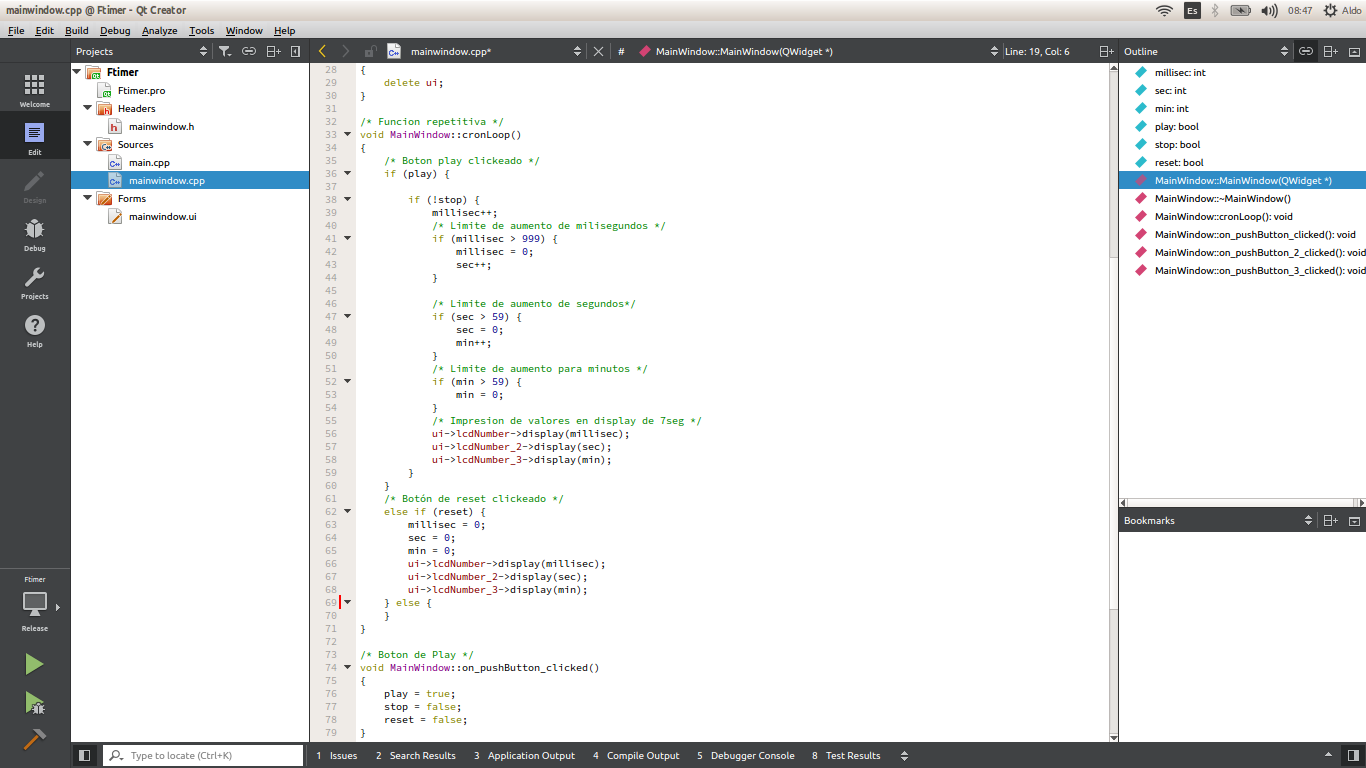 mainwindow.cpp @ Ftimer - Qt Creator
Es
08:47
Aldo
File Edit Build Debug Analyze Tools Window Help
Projects
mainwindow.cpp*
#
MainWindow::MainWindow(QWidget *)
Line: 19, Col: 6
Outline
Welcome
Edit
Design
Debug
Projects
Help
Ftimer
Release
Ftimer
Ftimer.pro
Headers
mainwindow.h
Sources
main.cpp
mainwindow.cpp
Forms
mainwindow.ui
28 {
29 delete ui;
30 }
31
32 /* Funcion repetitiva */
33 void MainWindow::cronLoop()
34 {
35 /* Boton play clickeado */
36 if (play) {
37
38 if (!stop) {
39 millisec++;
40 /* Limite de aumento de milisegundos */
41 if (millisec > 999) {
42 millisec = 0;
43 sec++;
44 }
45
46 /* Limite de aumento de segundos*/
47 if (sec > 59) {
48 sec = 0;
49 min++;
50 }
51 /* Limite de aumento para minutos */
52 if (min > 59) {
53 min = 0;
54 }
55 /* Impresion de valores en display de 7seg */
56 ui->lcdNumber->display(millisec);
57 ui->lcdNumber_2->display(sec);
58 ui->lcdNumber_3->display(min);
59 }
60 }
61 /* Botón de reset clickeado */
62 else if (reset) {
63 millisec = 0;
64 sec = 0;
65 min = 0;
66 ui->lcdNumber->display(millisec);
67 ui->lcdNumber_2->display(sec);
68 ui->lcdNumber_3->display(min);
69 } else {
70 }
71 }
72
73 /* Boton de Play */
74 void MainWindow::on_pushButton_clicked()
75 {
76 play = true;
77 stop = false;
78 reset = false;
79 }
millisec: int
sec: int
min: int
play: bool
stop: bool
reset: bool
MainWindow::MainWindow(QWidget *)
MainWindow::~MainWindow()
MainWindow::cronLoop(): void
MainWindow::on_pushButton_clicked(): void
MainWindow::on_pushButton_2_clicked(): void
MainWindow::on_pushButton_3_clicked(): void
Bookmarks
Type to locate (Ctrl+K)
1 Issues
2 Search Results
3 Application Output
4 Compile Output
5 Debugger Console
8 Test Results